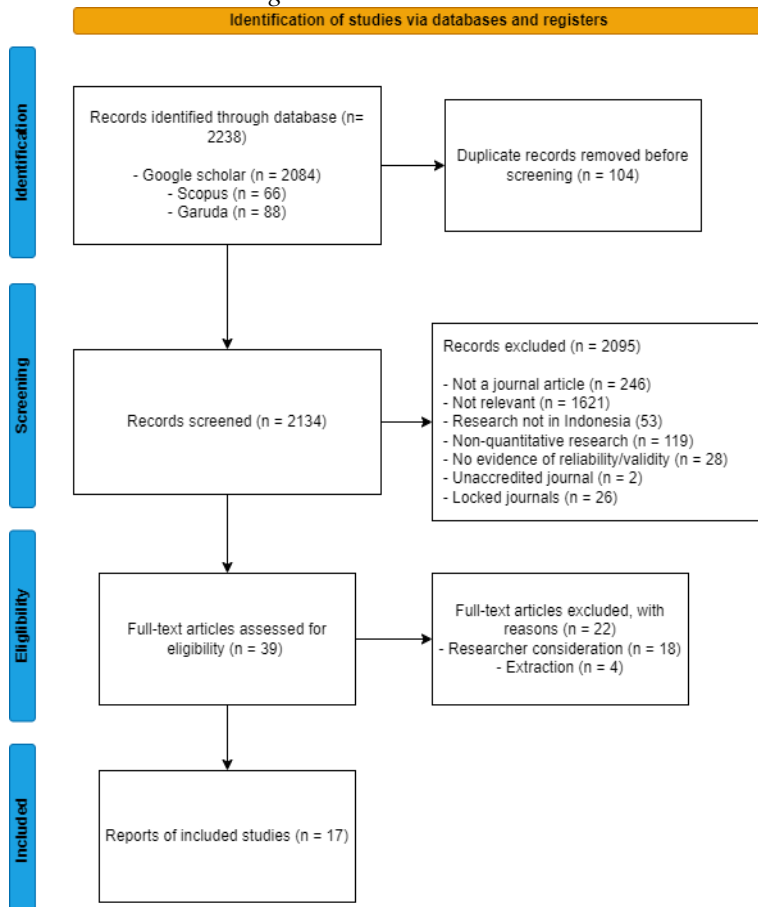 Identification of studies via databases and registers
Identification
Records identified through database (n=
2238)
- Google scholar (n = 2084)
- Scopus (n = 66)
- Garuda (n = 88)
Duplicate records removed before
screening (n = 104)
Screening
Records screened (n = 2134)
Records excluded (n = 2095)
- Not a journal article (n = 246)
- Not relevant (n = 1621)
- Research not in Indonesia (53)
- Non-quantitative research (n = 119)
- No evidence of reliability/validity (n = 28)
- Unaccredited journal (n = 2)
- Locked journals (n = 26)
Eliglibility
Full-text articles assessed for
eligibility (n = 39)
Full-text articles excluded, with
reasons (n = 22)
- Researcher consideration (n = 18)
- Extraction (n = 4)
Included
Reports of included studies (n = 17)